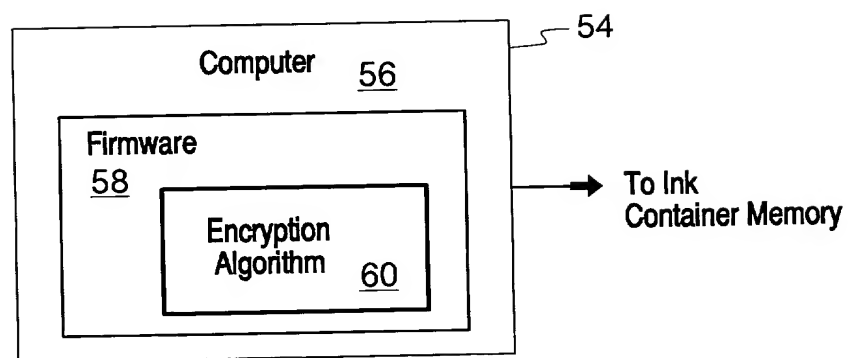 54
Computer 56
Firmware
58
Encryption
Algorithm 60
To Ink
Container Memory